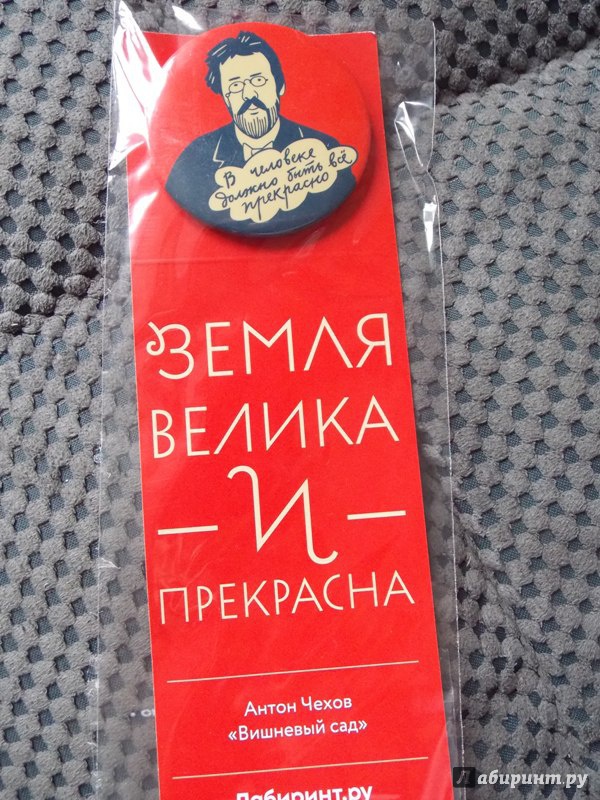 В человеке
должно быть всё
прекрасно
ЗЕМЛЯ
ВЕЛИКА
— И —
ПРЕКРАСНА
Антон Чехов
«Вишневый сад»
Лабиринт.ру
Лабиринт.ру